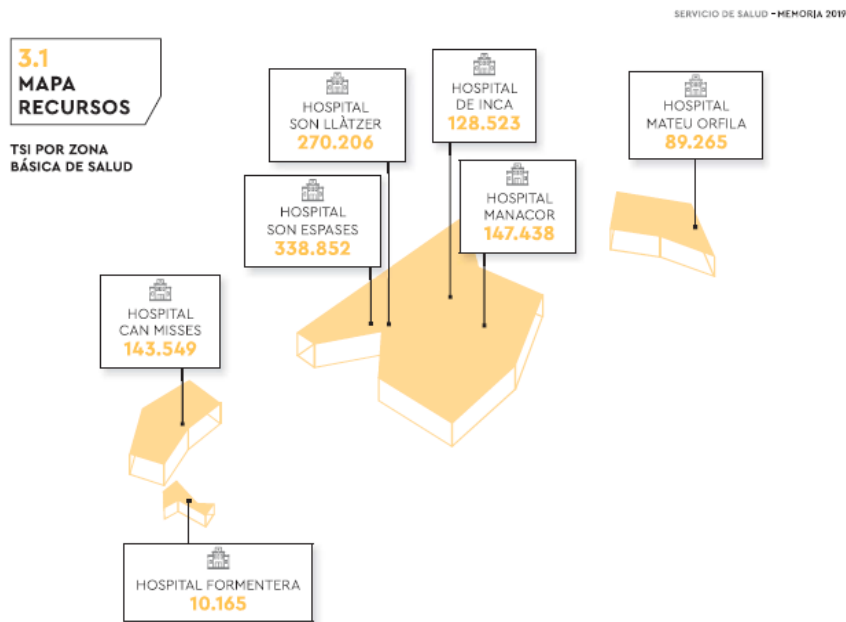 SERVICIO DE SALUD - MEMORIA 2019
3.1
MAPA
RECURSOS
TSI POR ZONA
BÁSICA DE SALUD
HOSPITAL
SON LLÀTZER
270.206
HOSPITAL
DE INCA
128.523
HOSPITAL
MATEU ORFILA
89.265
HOSPITAL
SON ESPASES
338.852
HOSPITAL
MANACOR
147.438
HOSPITAL
CAN MISSES
143.549
HOSPITAL FORMENTERA
10.165